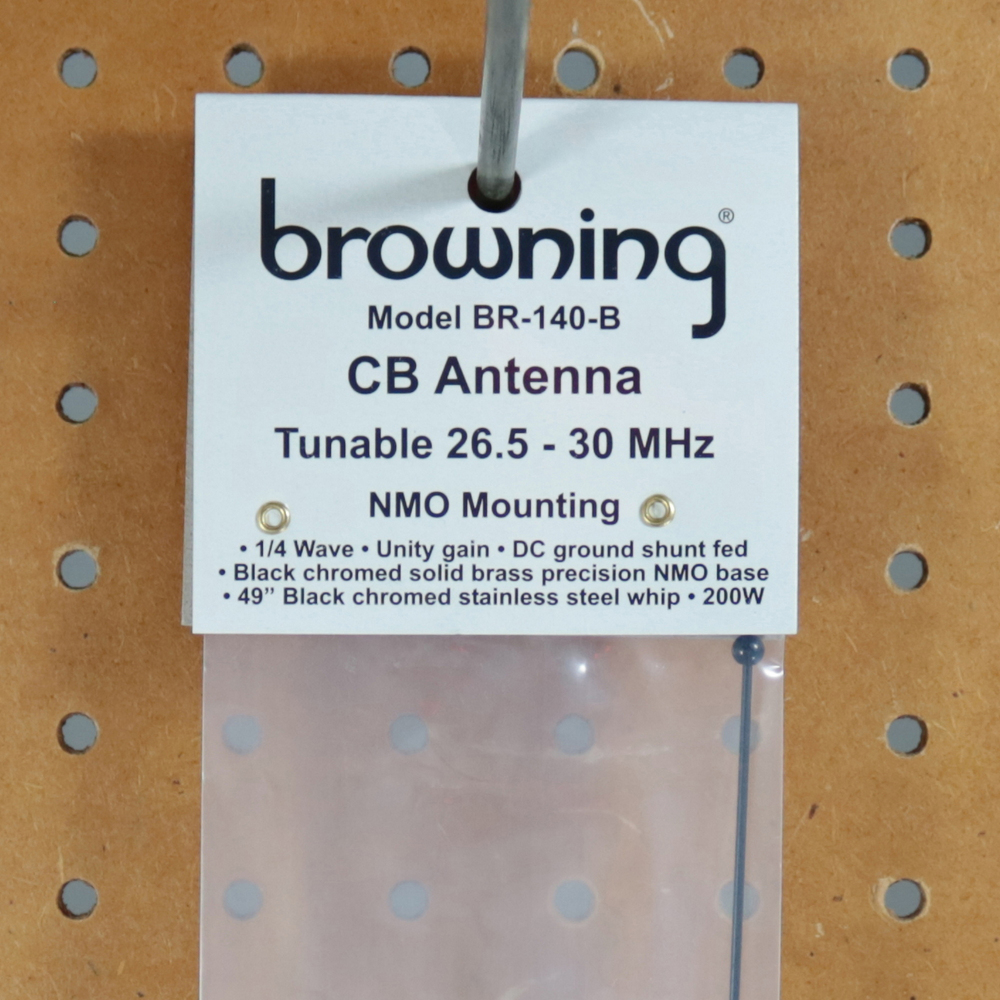 browning®
Model BR-140-B
CB Antenna
Tunable 26.5 - 30 MHz
NMO Mounting
• 1/4 Wave • Unity gain • DC ground shunt fed
• Black chromed solid brass precision NMO base
• 49” Black chromed stainless steel whip • 200W